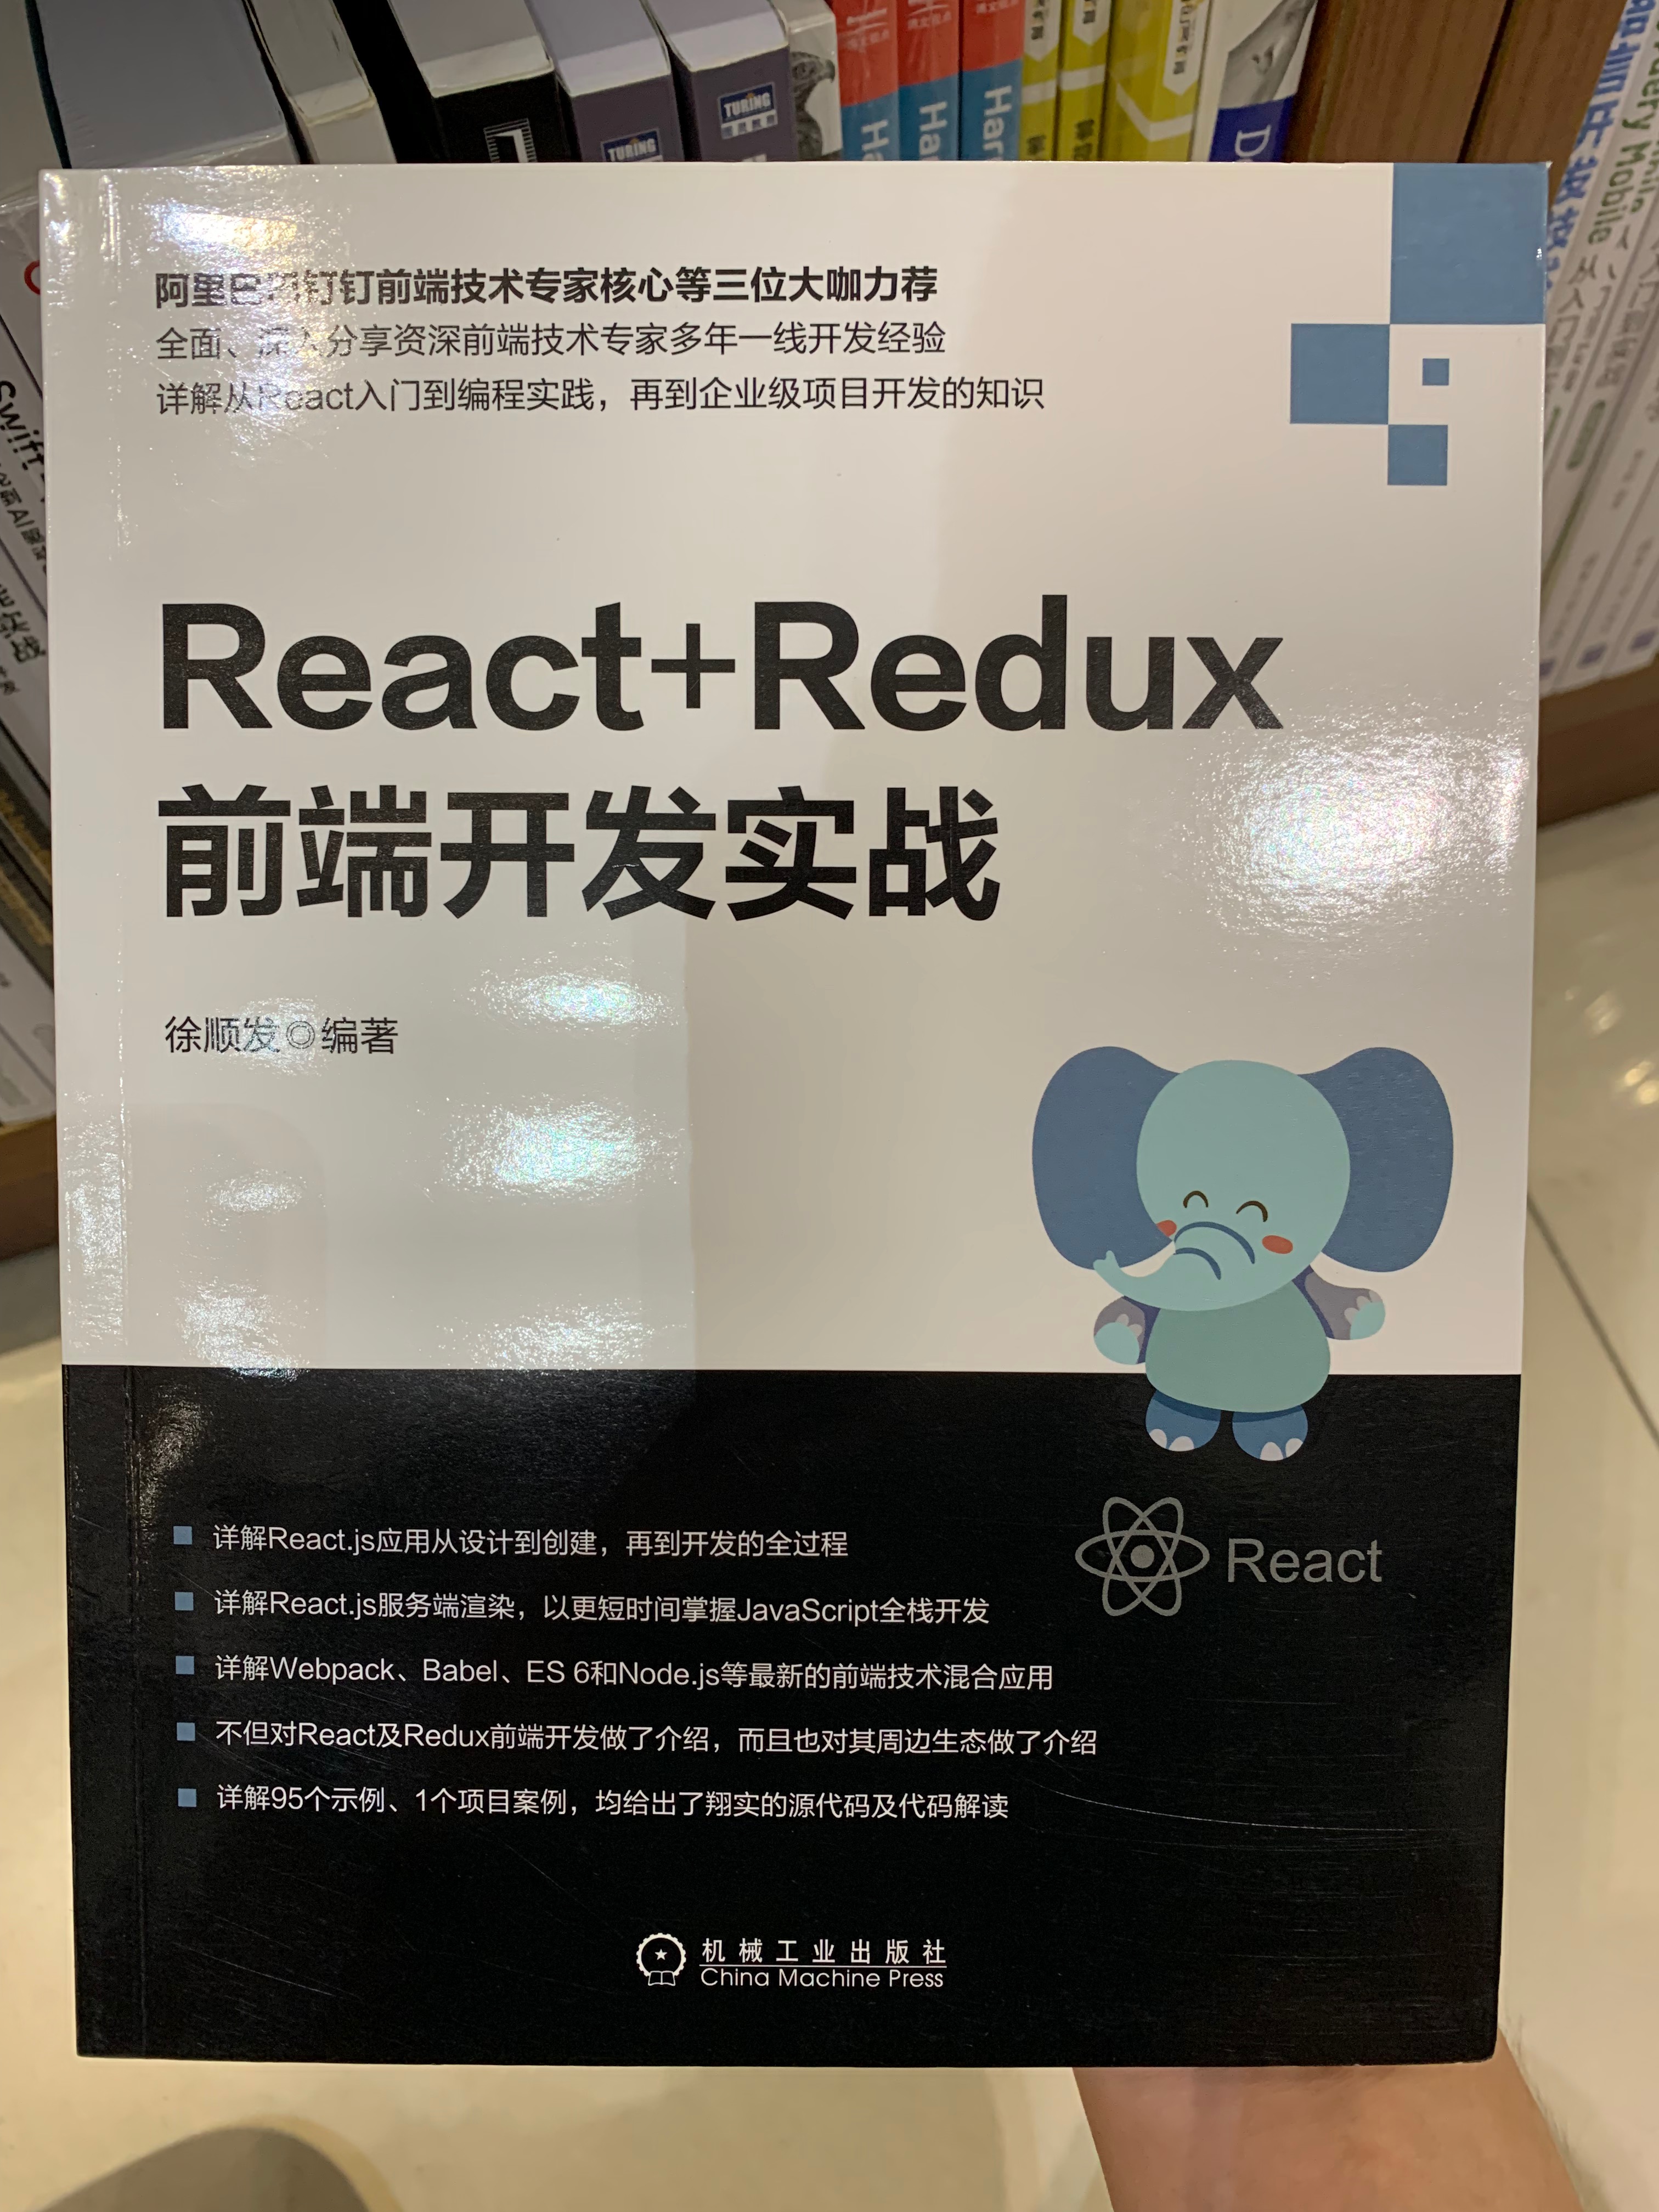 TURING
TURING
Swift
阿里巴巴钉钉前端技术专家核心等三位大咖力荐
全面、深入分享资深前端技术专家多年一线开发经验
详解从React入门到编程实践，再到企业级项目开发的知识
React+Redux
前端开发实战
徐顺发◎编著
详解React.js应用从设计到创建，再到开发的全过程
详解React.js服务端渲染，以更短时间掌握JavaScript全栈开发
详解Webpack、Babel、ES 6和Node.js等最新的前端技术混合应用
不但对React及Redux前端开发做了介绍，而且也对其周边生态做了介绍
详解95个示例、1个项目案例，均给出了翔实的源代码及代码解读
React
机械工业出版社
China Machine Press